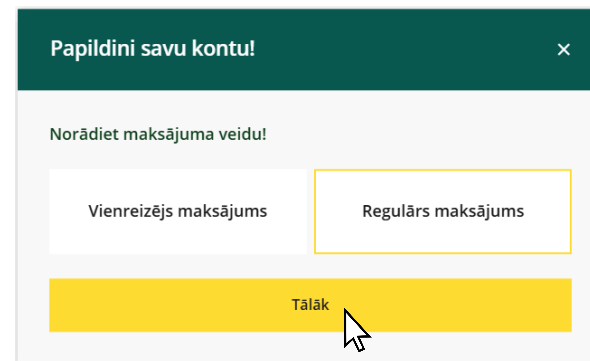 Papildini savu kontu!
Norādiet maksājuma veidu!
Vienreizējs maksājums
Regulārs maksājums
Tālāk